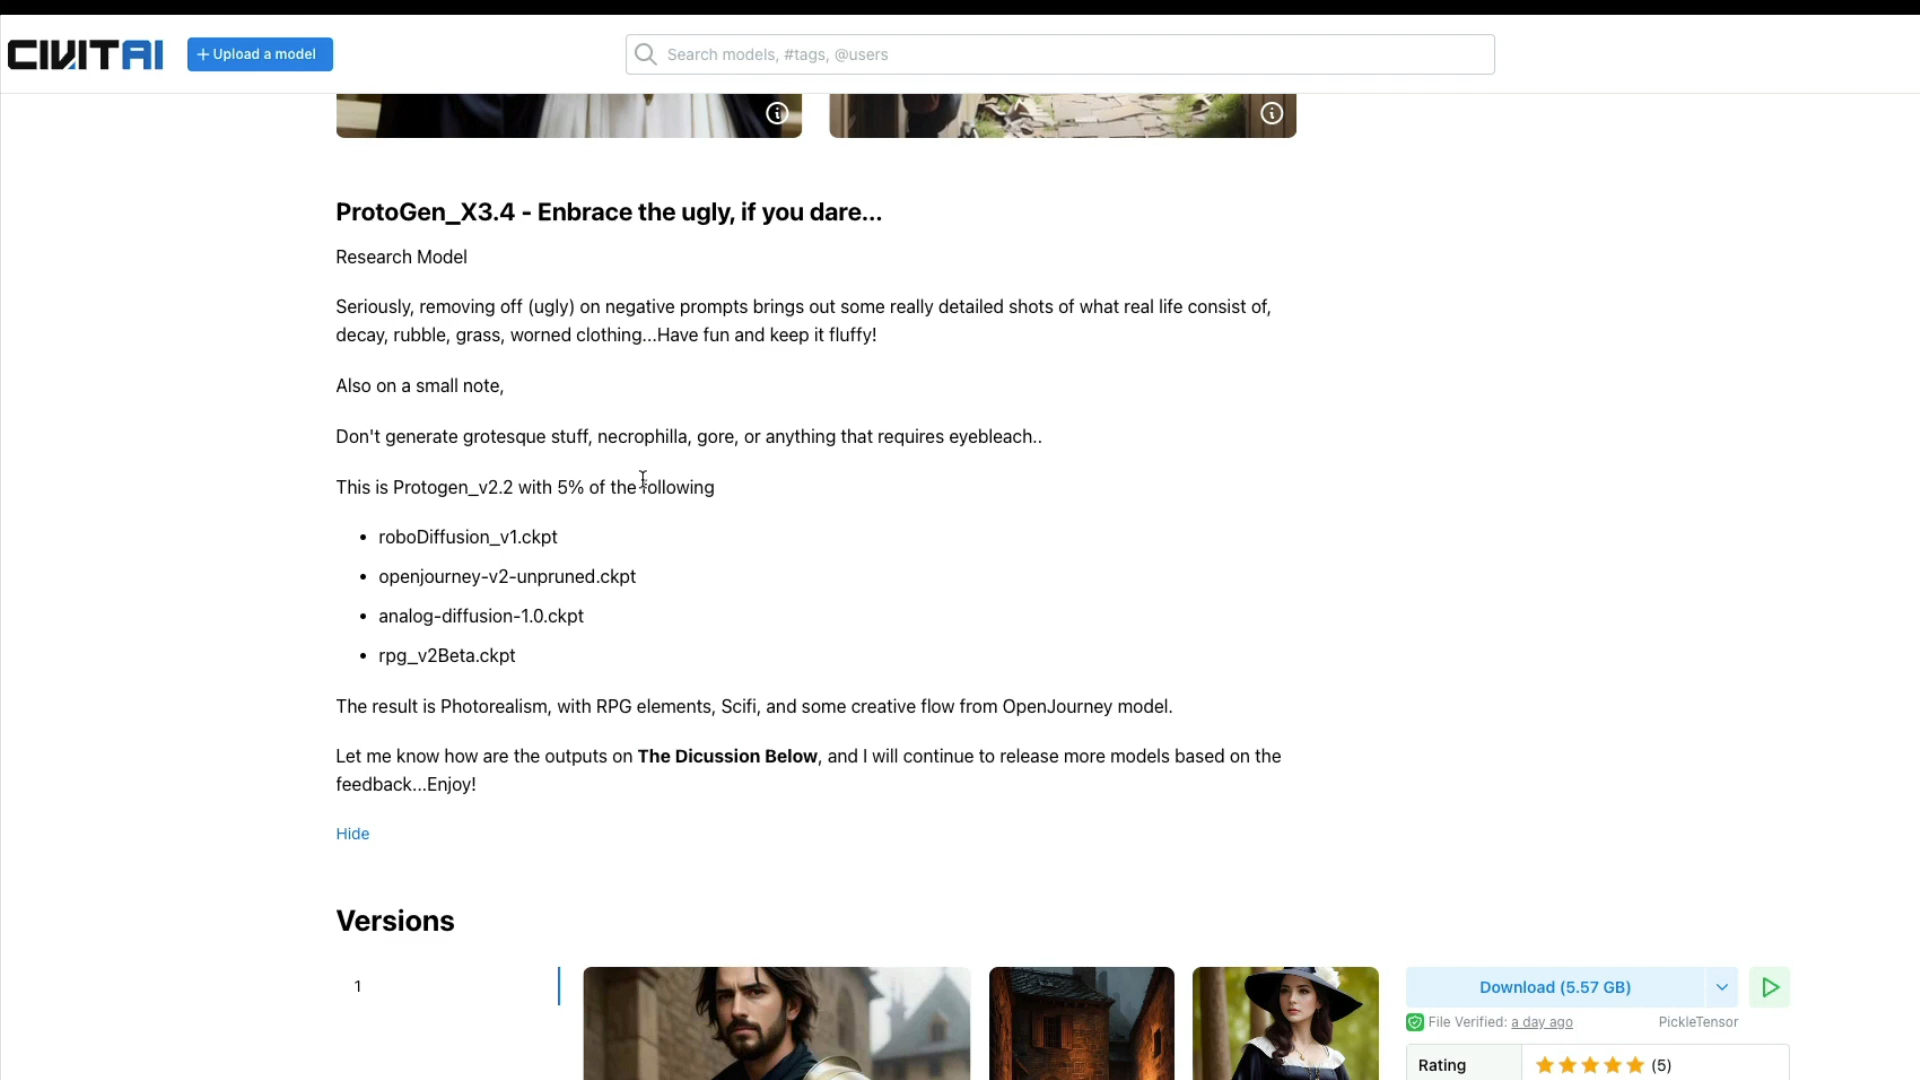 CIVITAI
+ Upload a model
Search models, #tags, @users
ProtoGen_X3.4 - Enbrace the ugly, if you dare...
Research Model
Seriously, removing off (ugly) on negative prompts brings out some really detailed shots of what real life consist of,
decay, rubble, grass, worned clothing...Have fun and keep it fluffy!
Also on a small note,
Don't generate grotesque stuff, necrophilla, gore, or anything that requires eyebleach..
This is Protogen_v2.2 with 5% of the following
• roboDiffusion_v1.ckpt
• openjourney-v2-unpruned.ckpt
• analog-diffusion-1.0.ckpt
• rpg_v2Beta.ckpt
The result is Photorealism, with RPG elements, Scifi, and some creative flow from OpenJourney model.
Let me know how are the outputs on The Dicussion Below, and I will continue to release more models based on the
feedback...Enjoy!
Hide
Versions
1
Download (5.57 GB)
File Verified: a day ago PickleTensor
Rating (5)